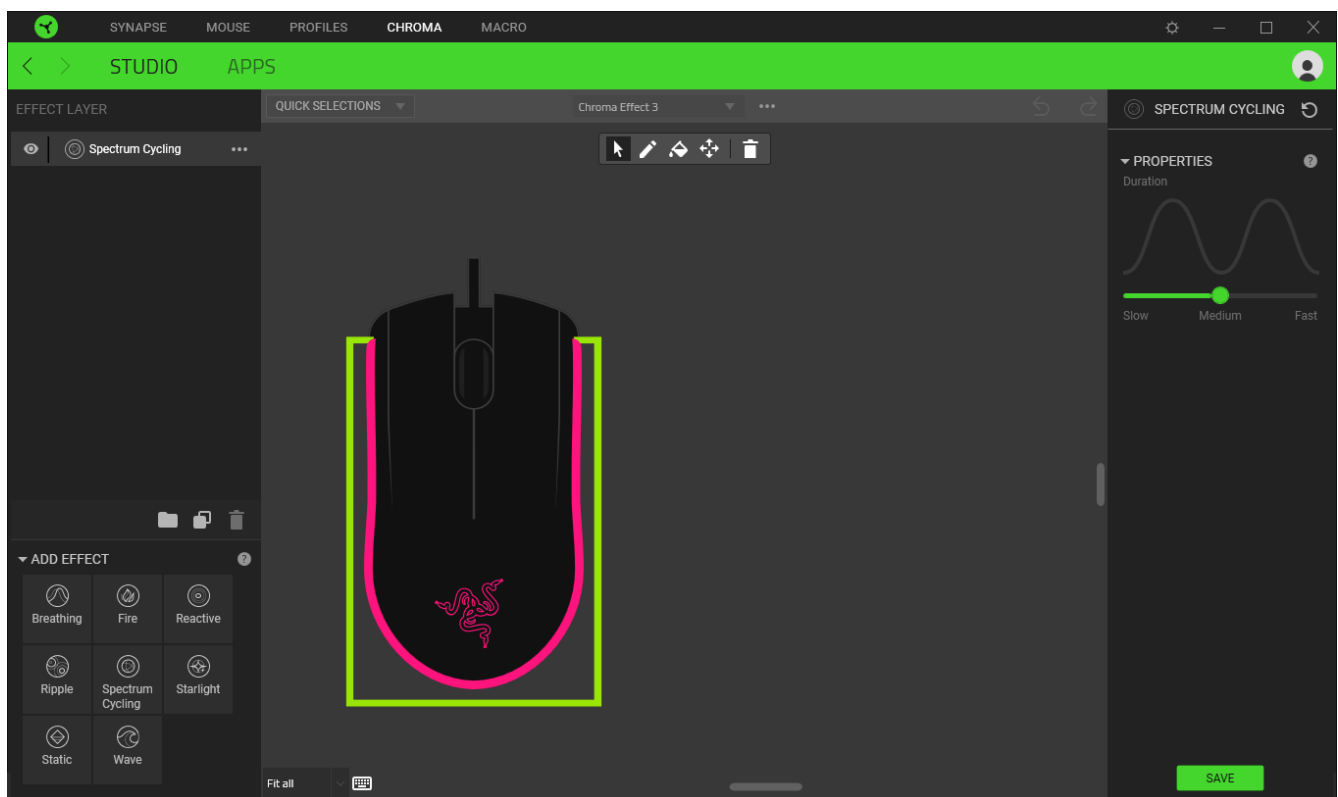 SYNAPSE MOUSE PROFILES CHROMA MACRO
STUDIO APPS
EFFECT LAYER
QUICK SELECTIONS
Chroma Effect 3
SPECTRUM CYCLING
Spectrum Cycling
PROPERTIES
?
Duration
Slow Medium Fast
ADD EFFECT
?
Breathing Fire Reactive
Ripple Spectrum Cycling Starlight
Static Wave
Fit all
SAVE